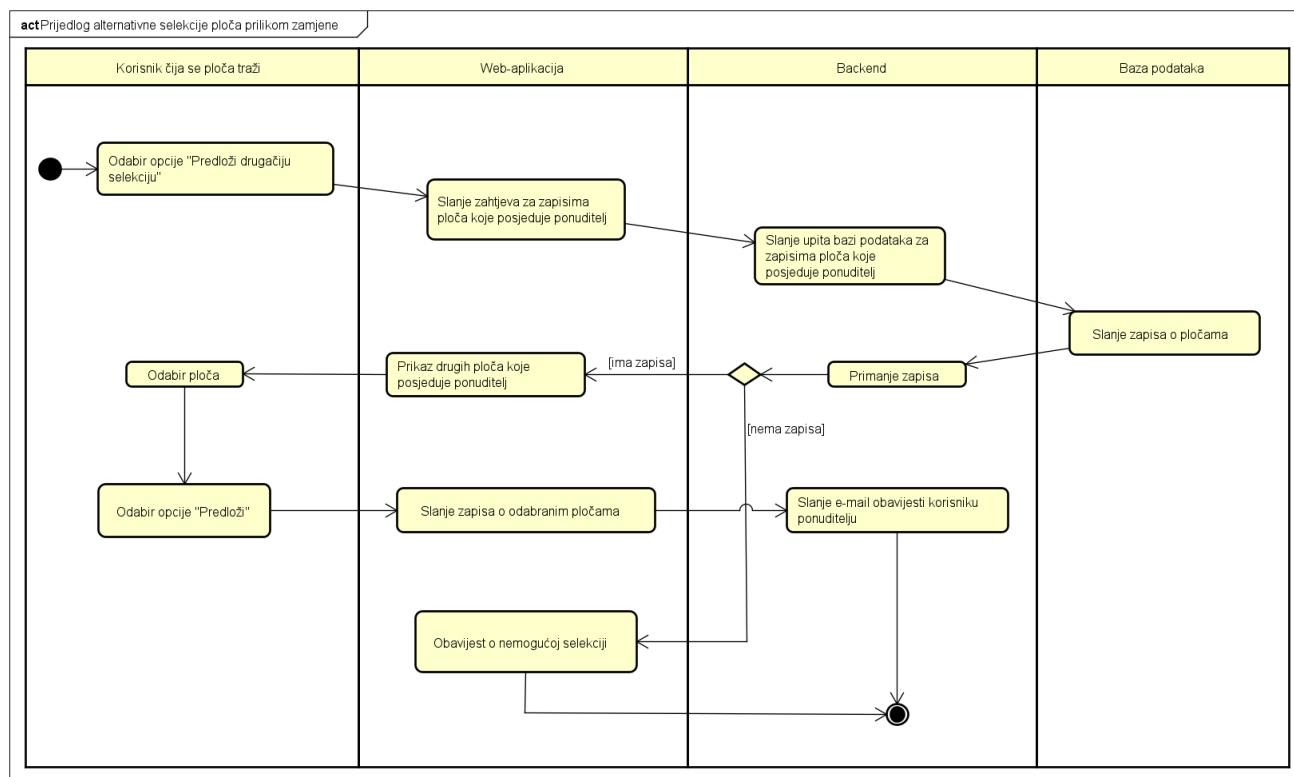 act Prijedlog alternativne selekcije ploča prilikom zamjene
Korisnik čija se ploča traži
Web-aplikacija
Backend
Baza podataka
Odabir opcije "Predloži drugačiju
selekciju"
Slanje zahtjeva za zapisima
ploča koje posjeduje ponuditelj
Slanje upita bazi podataka za
zapisima ploča koje
posjeduje ponuditelj
Slanje zapisa o pločama
Primanje zapisa
[ima zapisa]
Prikaz drugih ploča koje
posjeduje ponuditelj
Odabir ploča
[nema zapisa]
Odabir opcije "Predloži"
Slanje zapisa o odabranim pločama
Slanje e-mail obavijesti korisniku
ponuditelju
Obavijest o nemogućoj selekciji